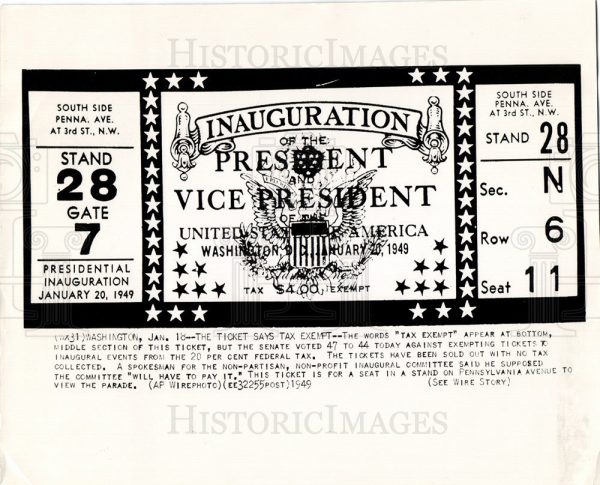 HISTORICIMAGES
SOUTH SIDE
PENNA. AVE.
AT 3rd ST., N.W.
STAND
28
GATE
7
PRESIDENTIAL
INAUGURATION
JANUARY 20, 1949
INAUGURATION
OF THE
PRESIDENT
AND
VICE PRESIDENT
OF THE
UNITED STATES OF AMERICA
WASHINGTON D.C. JANUARY 20, 1949
TAX $4.00 EXEMPT
SOUTH SIDE
PENNA. AVE.
AT 3rd ST., N.W.
STAND 28
Sec. N
Row 6
Seat 11
(WX31)WASHINGTON, JAN. 18--THE TICKET SAYS TAX EXEMPT--THE WORDS "TAX EXEMPT" APPEAR AT BOTTOM,
MIDDLE SECTION OF THIS TICKET, BUT THE SENATE VOTED 47 TO 44 TODAY AGAINST EXEMPTING TICKETS TO
INAUGURAL EVENTS FROM THE 20 PER CENT FEDERAL TAX. THE TICKETS HAVE BEEN SOLD OUT WITH NO TAX
COLLECTED. A SPOKESMAN FOR THE NON-PARTISAN, NON-PROFIT INAUGURAL COMMITTEE SAID HE SUPPOSED
THE COMMITTEE "WILL HAVE TO PAY IT." THIS TICKET IS FOR A SEAT IN A STAND ON PENNSYLVANIA AVENUE TO
VIEW THE PARADE. (AP WIREPHOTO)(EE32255POST)1949 (SEE WIRE STORY)
HISTORICIMAGES